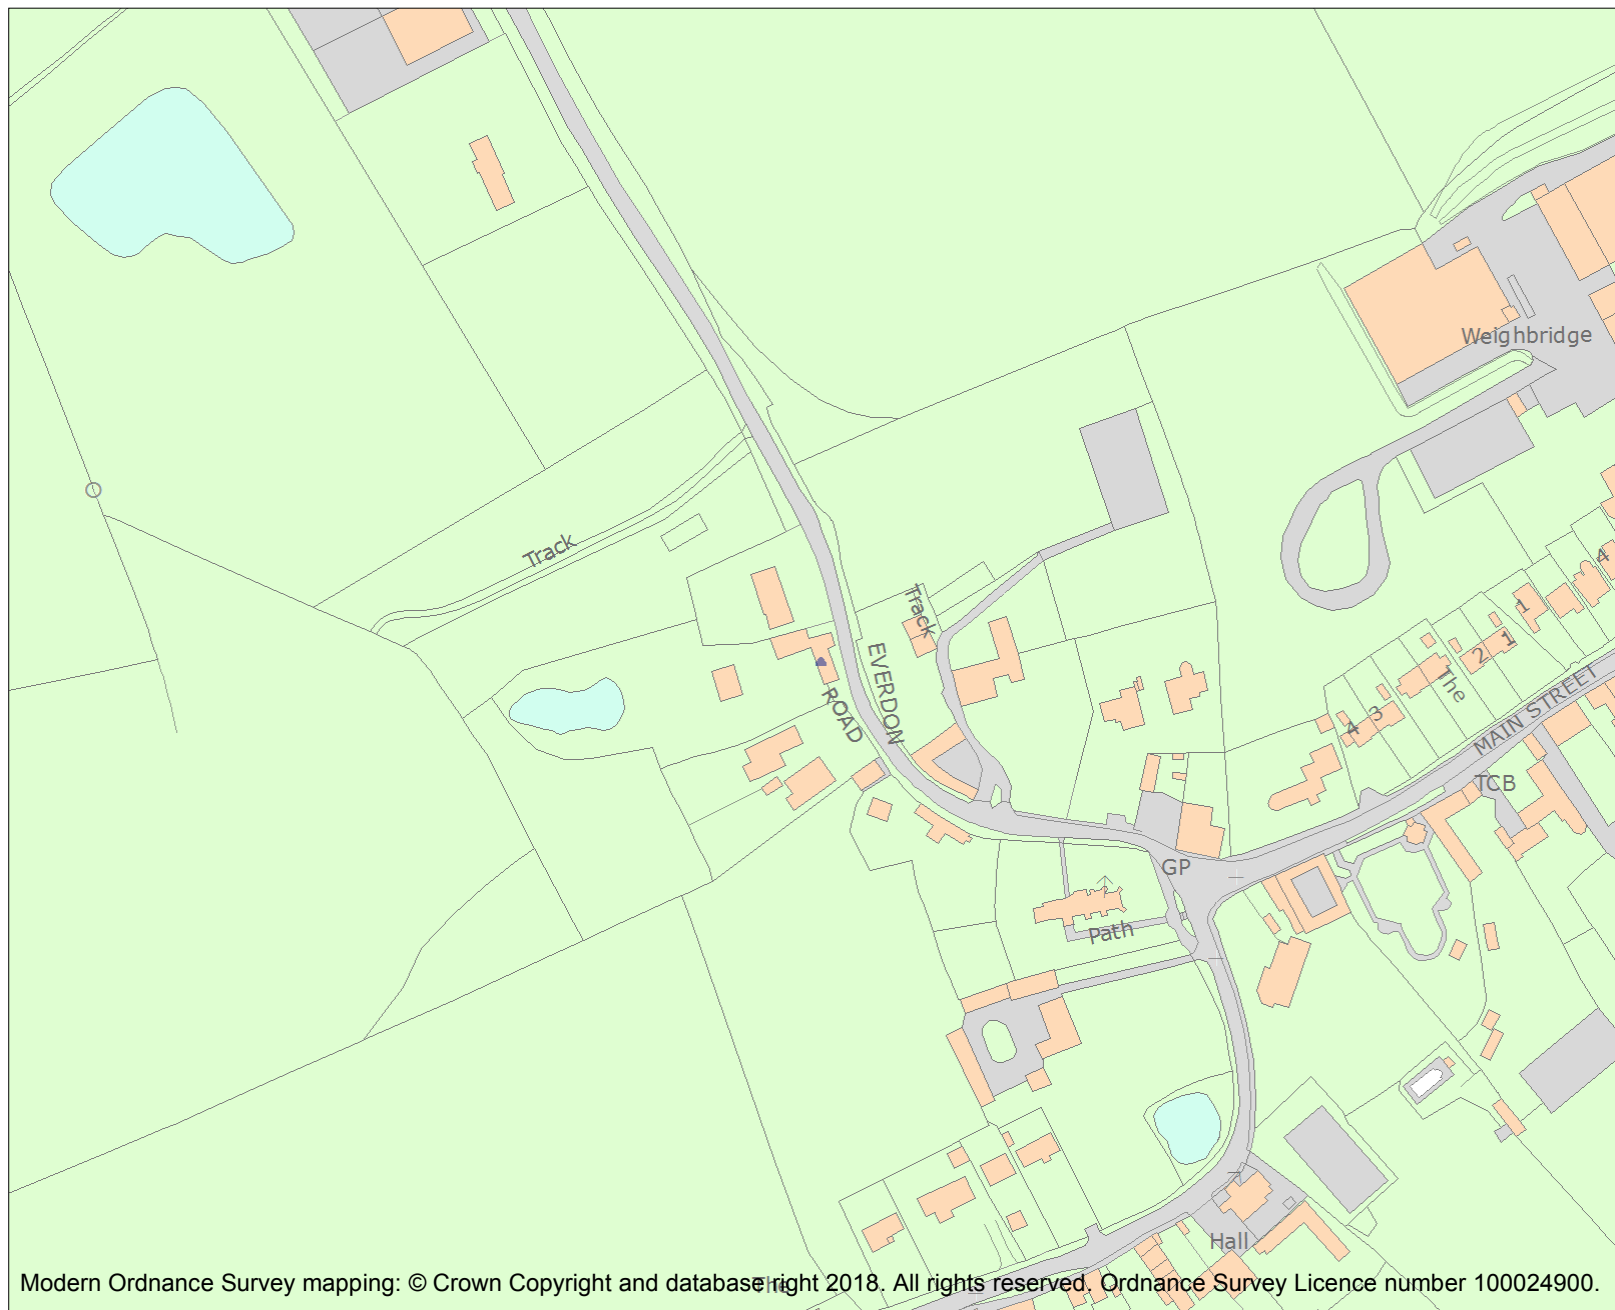 Weighbridge
Track
Track
4
1
EVERDON
ROAD
2 1
The
4 3
MAIN STREET
TCB
GP
Path
Hall
The
Modern Ordnance Survey mapping: © Crown Copyright and database right 2018. All rights reserved. Ordnance Survey Licence number 100024900.